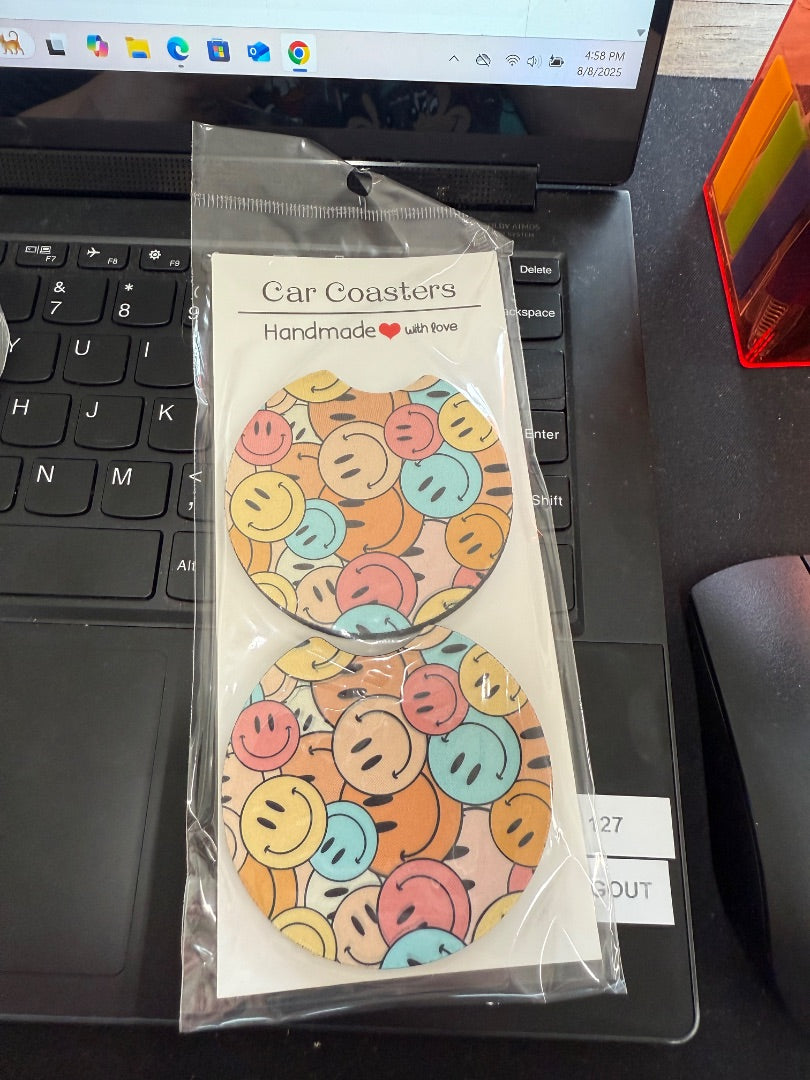 4:58 PM
8/8/2025
F7
F8
F9
Delete
&
7
*
8
9
Y
U
I
Enter
H
J
K
Shift
N
M
<
,
Alt
Car Coasters
Handmade with love
127
GOUT